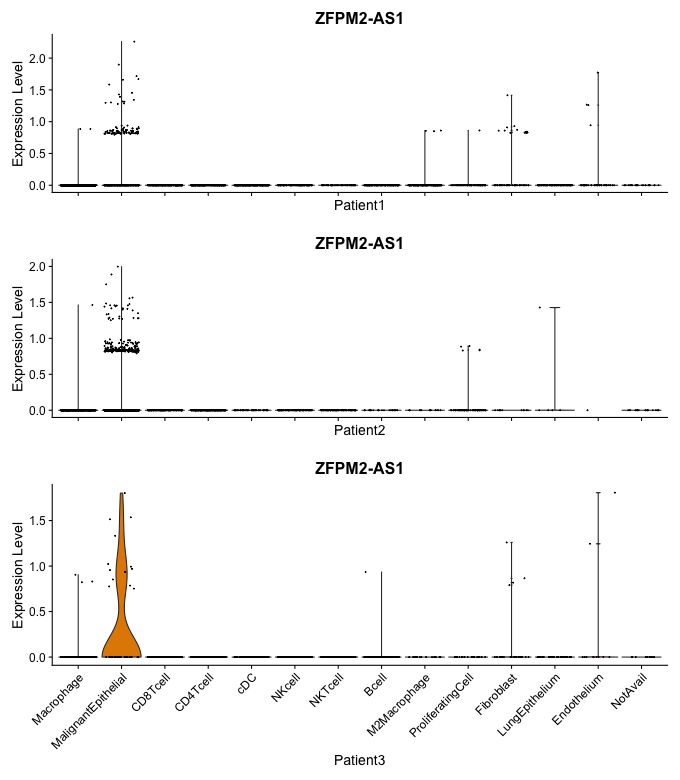 ZFPM2-AS1
Expression Level
2.0
1.5
1.0
0.5
0.0
Patient1
ZFPM2-AS1
Expression Level
2.0
1.5
1.0
0.5
0.0
Patient2
ZFPM2-AS1
Expression Level
1.5
1.0
0.5
0.0
Macrophage
MalignantEpithelial
CD8Tcell
CD4Tcell
cDC
NKcell
NKTcell
Bcell
M2Macrophage
ProliferatingCell
Fibroblast
LungEpithelium
Endothelium
NotAvail
Patient3